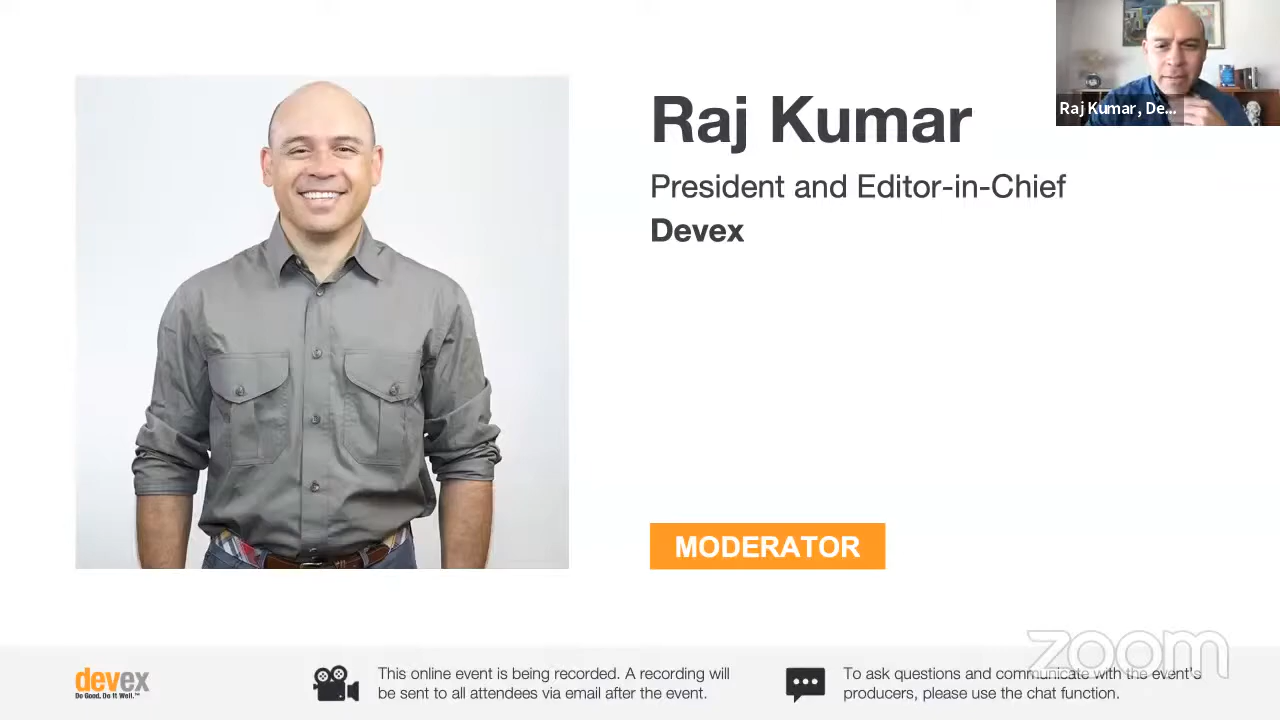 Raj Kumar, De...
Raj Kumar
President and Editor-in-Chief
Devex
MODERATOR
zoom
devex
Do Good. Do It Well.™
This online event is being recorded. A recording will
be sent to all attendees via email after the event.
To ask questions and communicate with the event's
producers, please use the chat function.